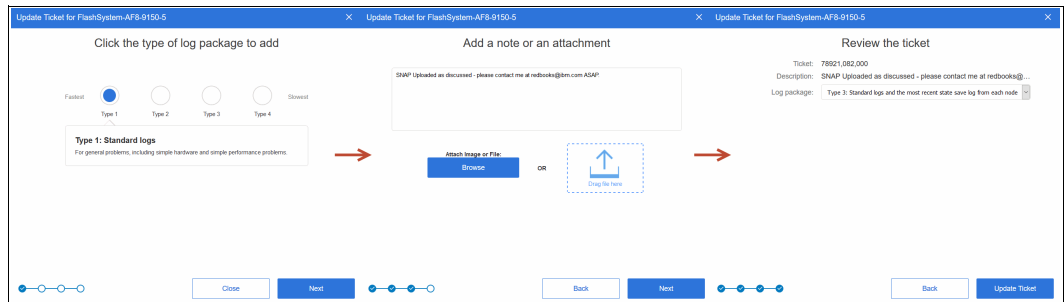 Update Ticket for FlashSystem-AF8-9150-5
Click the type of log package to add
Fastest
Slowest
Type 1
Type 2
Type 3
Type 4
Type 1: Standard logs
For general problems, including simple hardware and simple performance problems.
Close
Next
Update Ticket for FlashSystem-AF8-9150-5
Add a note or an attachment
SNAP Uploaded as discussed - please contact me at redbooks@ibm.com ASAP.
Attach Image or File:
Browse
OR
Drag file here
Back
Next
Update Ticket for FlashSystem-AF8-9150-5
Review the ticket
Ticket: 78921,082,000
Description: SNAP Uploaded as discussed - please contact me at redbooks@...
Log package: Type 3: Standard logs and the most recent state save log from each node
Back
Update Ticket